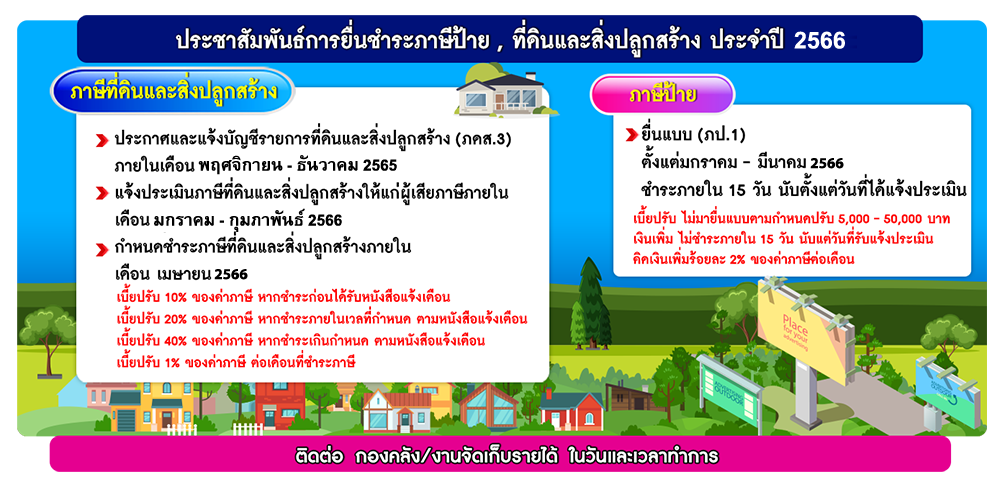 ประชาสัมพันธ์การยื่นชำระภาษีป้าย , ที่ดินและสิ่งปลูกสร้าง ประจำปี 2566
ภาษีที่ดินและสิ่งปลูกสร้าง
ประกาศและแจ้งบัญชีรายการที่ดินและสิ่งปลูกสร้าง (ภดส.3)
ภายในเดือน พฤศจิกายน - ธันวาคม 2565
แจ้งประเมินภาษีที่ดินและสิ่งปลูกสร้างให้แก่ผู้เสียภาษีภายใน
เดือน มกราคม - กุมภาพันธ์ 2566
กำหนดชำระภาษีที่ดินและสิ่งปลูกสร้างภายใน
เดือน เมษายน 2566
เบี้ยปรับ 10% ของค่าภาษี หากชำระก่อนได้รับหนังสือแจ้งเตือน
เบี้ยปรับ 20% ของค่าภาษี หากชำระภายในเวลที่กำหนด ตามหนังสือแจ้งเตือน
เบี้ยปรับ 40% ของค่าภาษี หากชำระเกินกำหนด ตามหนังสือแจ้งเตือน
เบี้ยปรับ 1% ของค่าภาษี ต่อเดือนที่ชำระภาษี
ภาษีป้าย
ยื่นแบบ (ภป.1)
ตั้งแต่มกราคม - มีนาคม 2566
ชำระภายใน 15 วัน นับตั้งแต่วันที่ได้แจ้งประเมิน
เบี้ยปรับ ไม่มายื่นแบบตามกำหนดปรับ 5,000 - 50,000 บาท
เงินเพิ่ม ไม่ชำระภายใน 15 วัน นับแต่วันที่รับแจ้งประเมิน
คิดเงินเพิ่มร้อยละ 2% ของค่าภาษีต่อเดือน
Place
for your
advertising
ADVERTISING
OUTDOOR
ติดต่อ กองคลัง/งานจัดเก็บรายได้ ในวันและเวลาทำการ